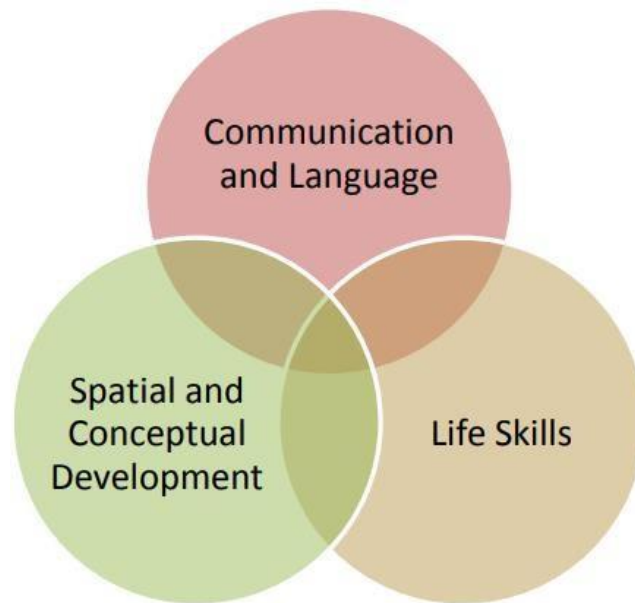 Communication
and Language
Spatial and
Conceptual
Development
Life Skills